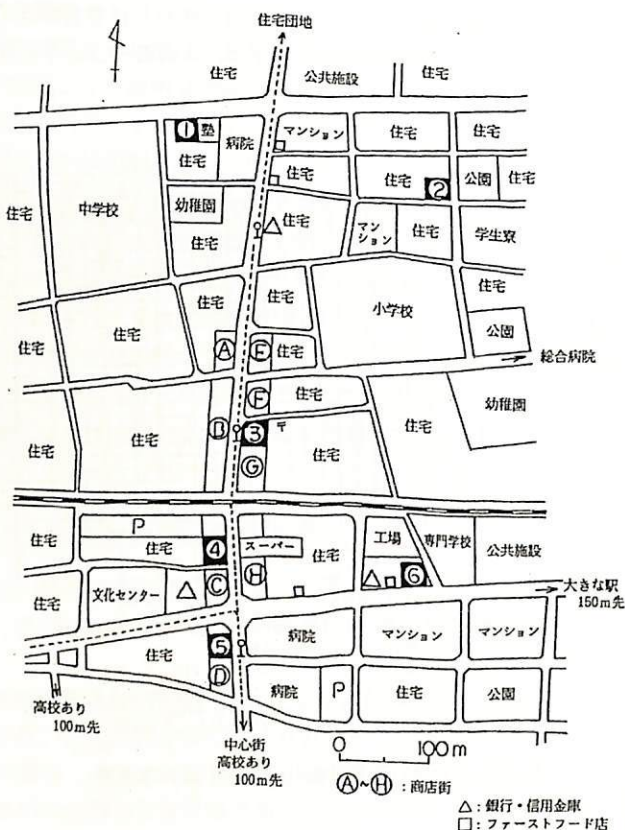 住宅団地
住宅 公共施設 住宅
❶ 塾 病院 マンション 住宅 住宅
住宅 住宅 住宅 ❷ 公園 住宅
住宅 中学校 幼稚園
住宅 住宅 マンション 住宅 学生寮
住宅 住宅 小学校 住宅
住宅 住宅 公園
Ⓐ Ⓔ 住宅
総合病院
Ⓕ 住宅 幼稚園
住宅 住宅 Ⓑ ❸ 〒 住宅
Ⓖ 住宅
住宅 P 住宅 ❹ スーパー 住宅 工場 専門学校 公共施設
住宅 文化センター Ⓒ Ⓗ ❻
大きな駅
150m先
住宅 ❺ 病院 マンション マンション
Ⓓ 病院 P 住宅 公園
高校あり
100m先
中心街
高校あり
100m先
0 100m
Ⓐ~Ⓗ:商店街
△:銀行・信用金庫
□:ファーストフード店